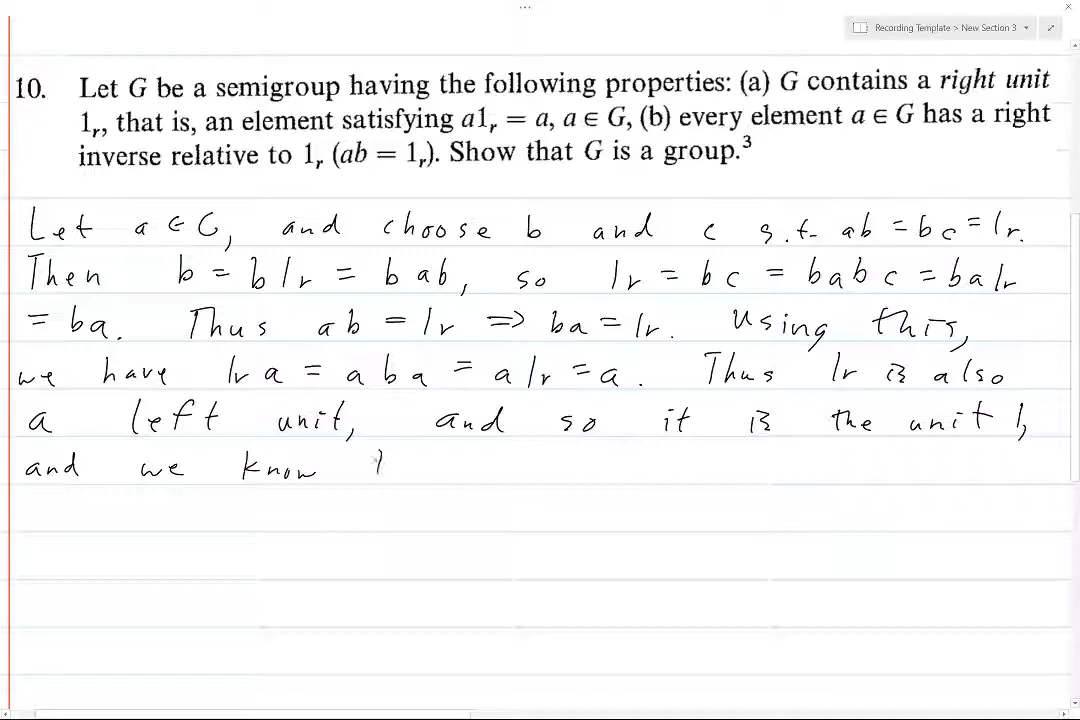 Recording Template > New Section 3
10. Let G be a semigroup having the following properties: (a) G contains a right unit
1ᵣ, that is, an element satisfying a1ᵣ = a, a ∈ G, (b) every element a ∈ G has a right
inverse relative to 1ᵣ (ab = 1ᵣ). Show that G is a group.³
Let a ∈ G, and choose b and c s.t. ab = bc = 1r.
Then b = b1r = bab, so 1r = bc = babc = ba1r
= ba. Thus ab = 1r => ba = 1r. Using this,
we have 1r a = aba = a1r = a. Thus 1r is also
a left unit, and so it is the unit 1,
and we know